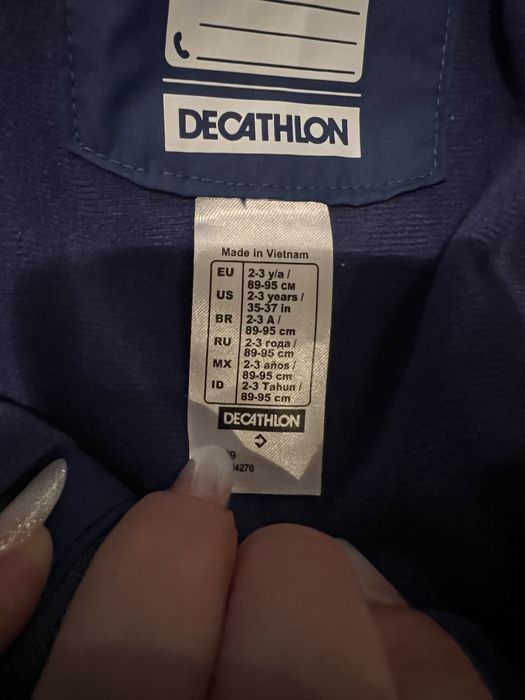 DECATHLON
Made in Vietnam
EU 2-3 y/a /
89-95 CM
US 2-3 years /
35-37 in
BR 2-3 A /
89-95 cm
RU 2-3 года /
89-95 cm
MX 2-3 años /
89-95 cm
ID 2-3 Tahun /
89-95 cm
DECATHLON